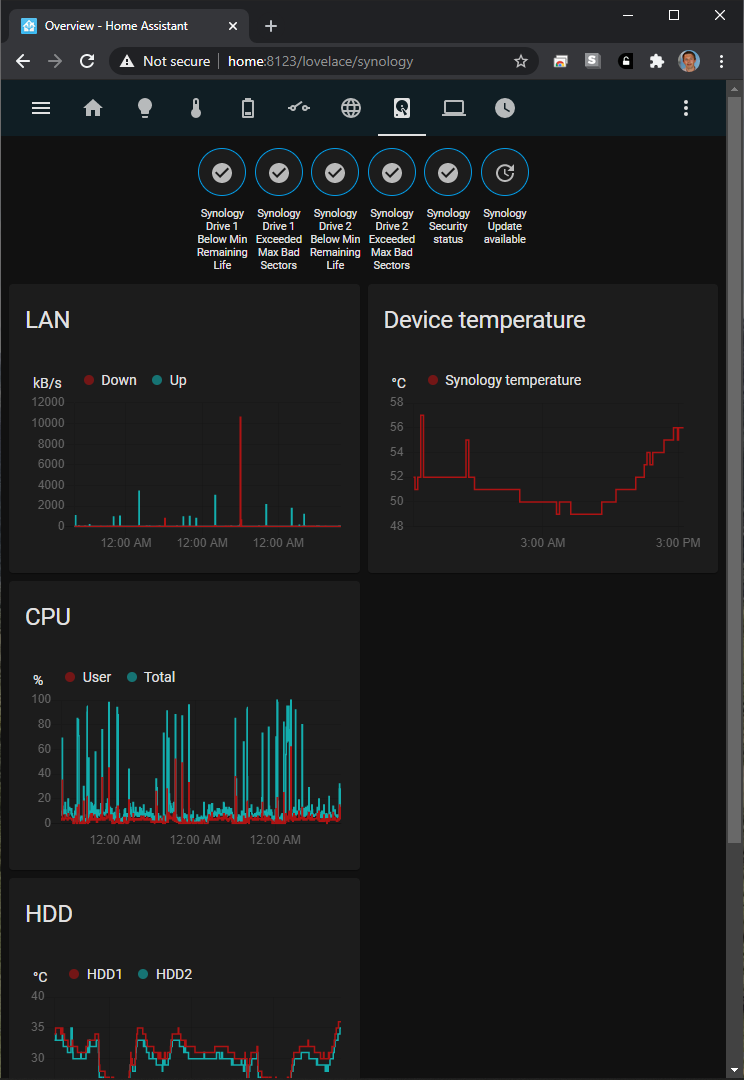 Overview - Home Assistant
Not secure
home:8123/lovelace/synology
S
Synology
Drive 1
Below Min
Remaining
Life
Synology
Drive 1
Exceeded
Max Bad
Sectors
Synology
Drive 2
Below Min
Remaining
Life
Synology
Drive 2
Exceeded
Max Bad
Sectors
Synology
Security
status
Synology
Update
available
LAN
kB/s Down Up
12000
10000
8000
6000
4000
2000
0
12:00 AM 12:00 AM 12:00 AM
Device temperature
°C Synology temperature
58
56
54
52
50
48
3:00 AM 3:00 PM
CPU
% User Total
100
80
60
40
20
0
12:00 AM 12:00 AM 12:00 AM
HDD
°C HDD1 HDD2
40
35
30